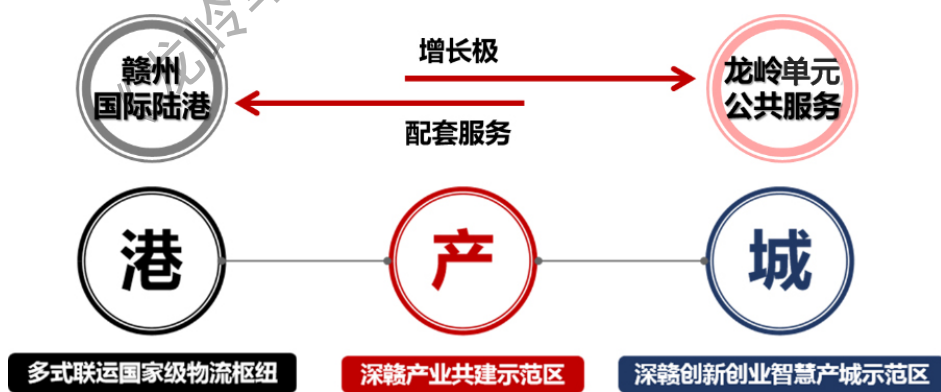 赣州
国际陆港
增长极
配套服务
龙岭单元
公共服务
港
产
城
多式联运国家级物流枢纽
深赣产业共建示范区
深赣创新创业智慧产城示范区